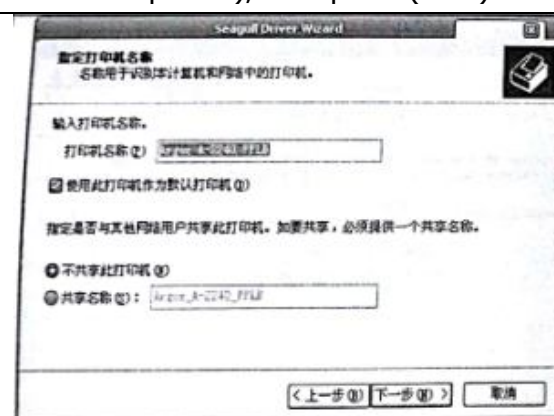 Seagull Driver Wizard
指定打印机名称
名称用于识别本计算机和网络中的打印机。
输入打印机名称。
打印机名称(P)
使用此打印机作为默认打印机(D)
指定是否与其他网络用户共享此打印机。如要共享，必须提供一个共享名称。
不共享此打印机(O)
共享名称(S)：
<上一步(B) 下一步(N)> 取消